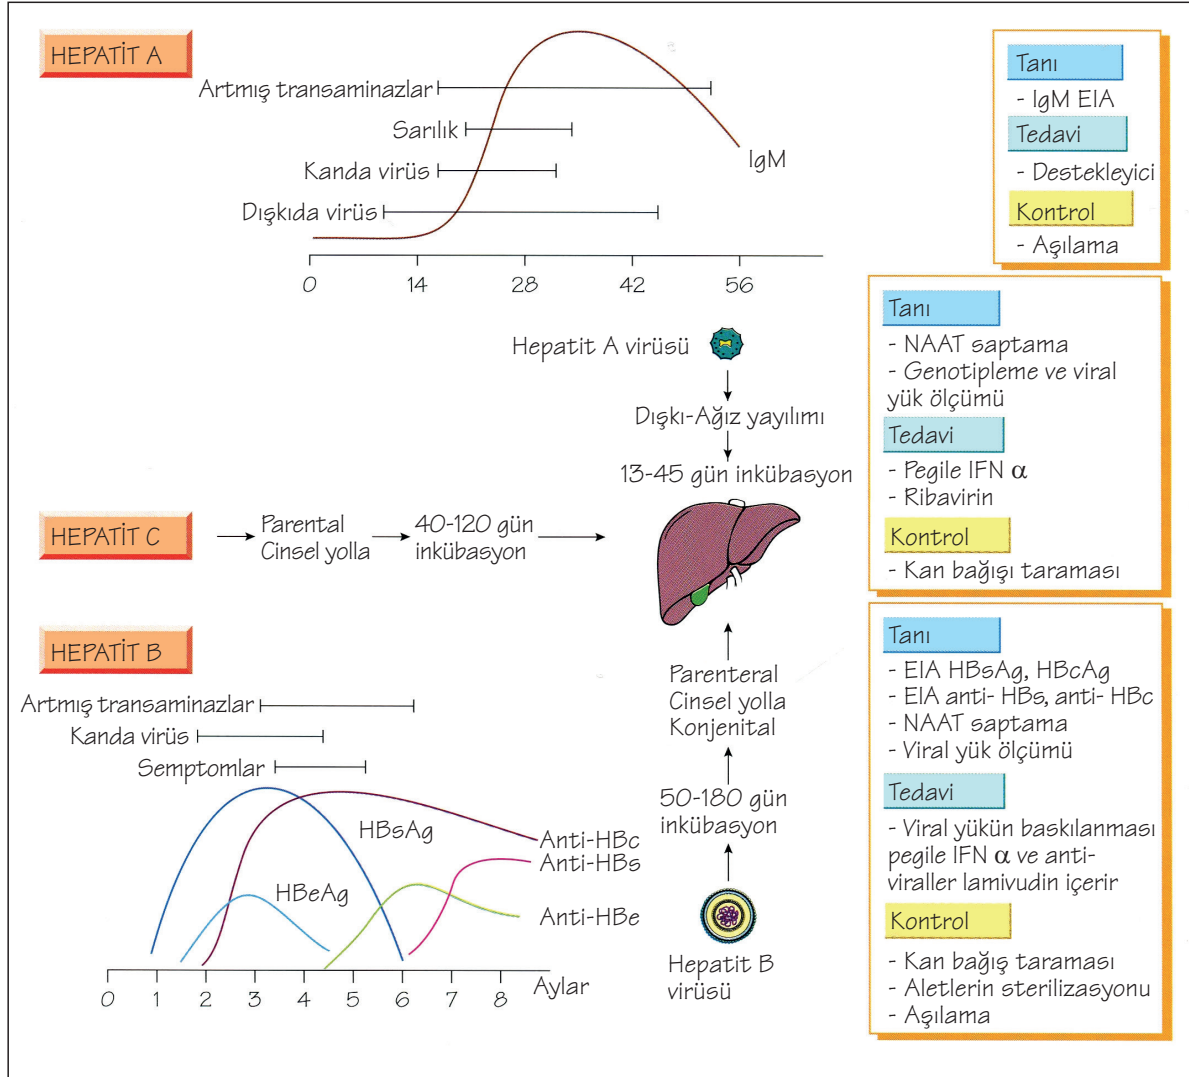 HEPATİT A
Artmış transaminazlar
Sarılık
Kanda virüs
Dışkıda virüs
IgM
0 14 28 42 56
Tanı
- IgM EIA
Tedavi
- Destekleyici
Kontrol
- Aşılama
Hepatit A virüsü
Dışkı-Ağız yayılımı
13-45 gün inkübasyon
HEPATİT C
Parental
Cinsel yolla
40-120 gün
inkübasyon
Tanı
- NAAT saptama
- Genotipleme ve viral
yük ölçümü
Tedavi
- Pegile IFN α
- Ribavirin
Kontrol
- Kan bağışı taraması
HEPATİT B
Artmış transaminazlar
Kanda virüs
Semptomlar
HBsAg
HBeAg
Anti-HBc
Anti-HBs
Anti-HBe
0 1 2 3 4 5 6 7 8 Aylar
Parenteral
Cinsel yolla
Konjenital
50-180 gün
inkübasyon
Hepatit B
virüsü
Tanı
- EIA HBsAg, HBcAg
- EIA anti- HBs, anti- HBc
- NAAT saptama
- Viral yük ölçümü
Tedavi
- Viral yükün baskılanması
pegile IFN α ve anti-
viraller lamivudin içerir
Kontrol
- Kan bağış taraması
- Aletlerin sterilizasyonu
- Aşılama